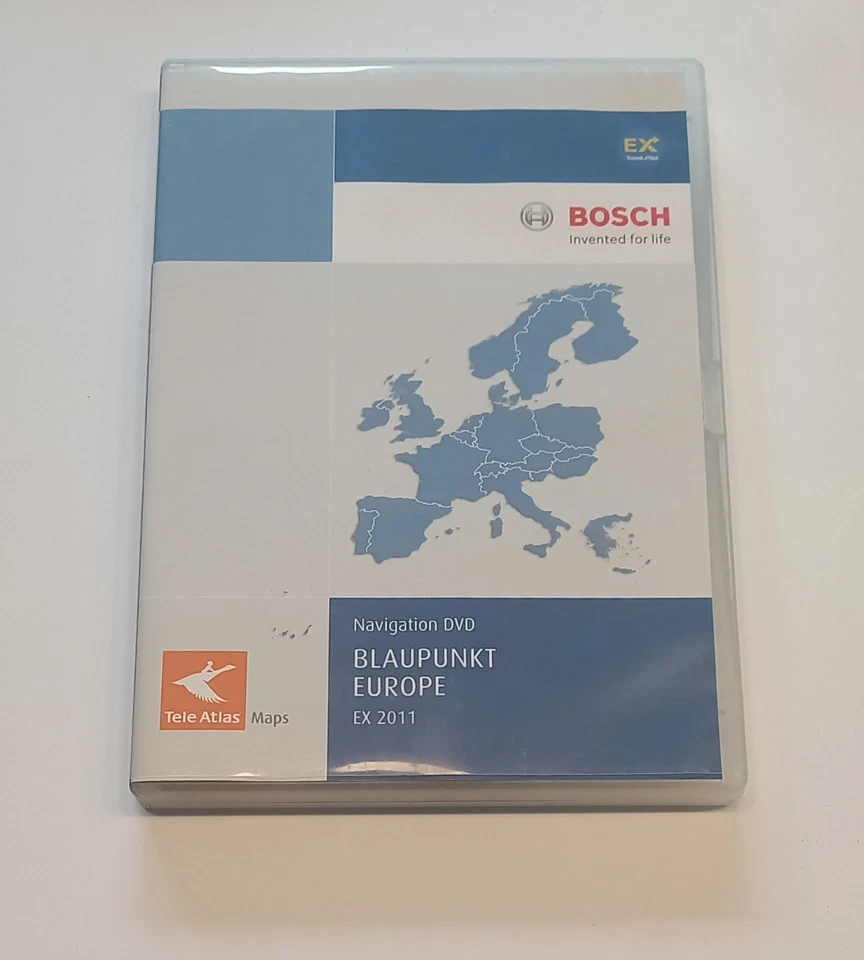 EX
Travel Pilot
BOSCH
Invented for life
Navigation DVD
BLAUPUNKT
EUROPE
EX 2011
Tele Atlas Maps